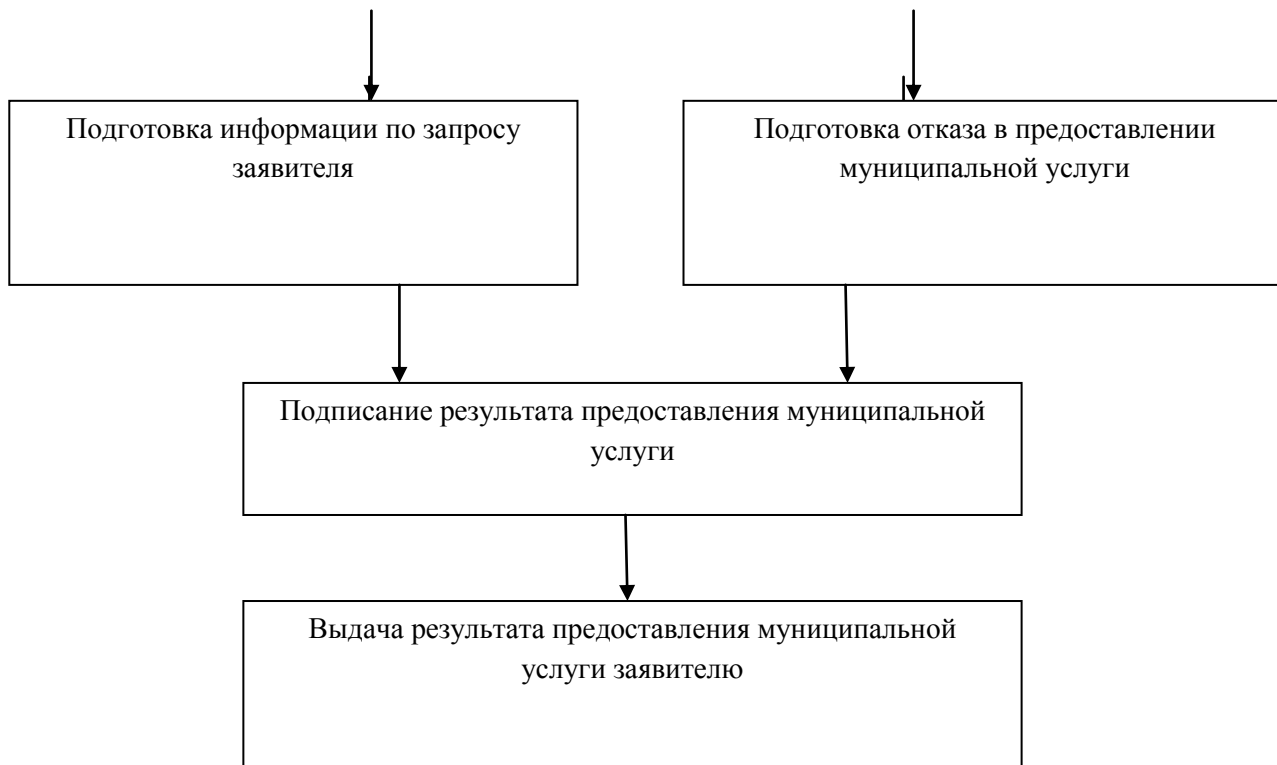 Подготовка информации по запросу
заявителя
Подготовка отказа в предоставлении
муниципальной услуги
Подписание результата предоставления муниципальной
услуги
Выдача результата предоставления муниципальной
услуги заявителю